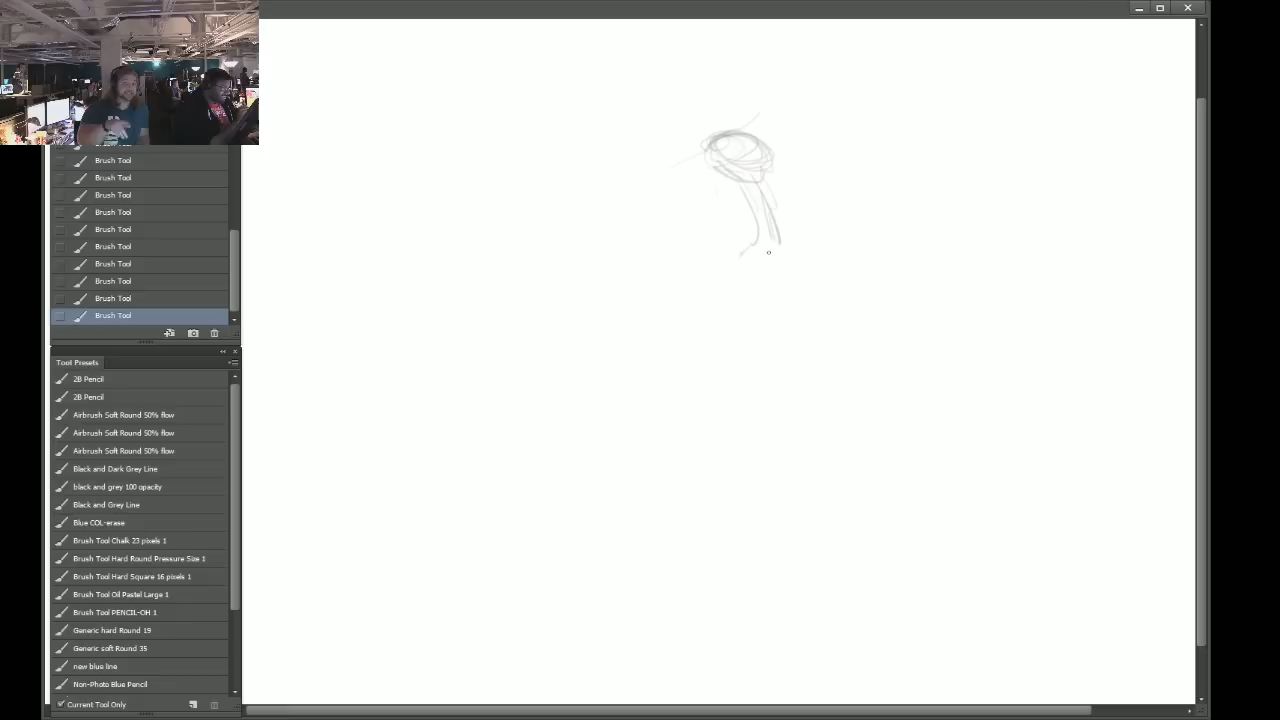 Brush Tool
Brush Tool
Brush Tool
Brush Tool
Brush Tool
Brush Tool
Brush Tool
Brush Tool
Brush Tool
Brush Tool
Tool Presets
2B Pencil
2B Pencil
Airbrush Soft Round 50% flow
Airbrush Soft Round 50% flow
Airbrush Soft Round 50% flow
Black and Dark Grey Line
black and grey 100 opacity
Black and Grey Line
Blue COL-erase
Brush Tool Chalk 23 pixels 1
Brush Tool Hard Round Pressure Size 1
Brush Tool Hard Square 16 pixels 1
Brush Tool Oil Pastel Large 1
Brush Tool PENCIL-OH 1
Generic hard Round 19
Generic soft Round 35
new blue line
Non-Photo Blue Pencil
Current Tool Only